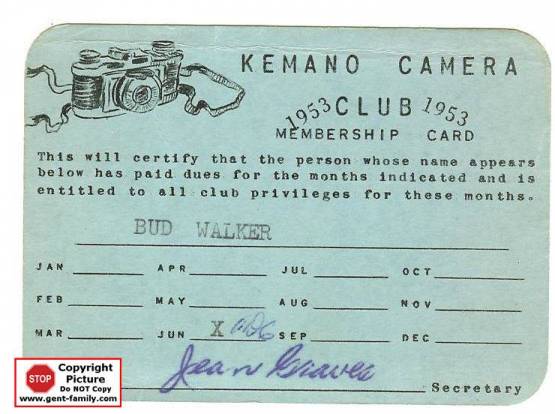 KEMANO CAMERA
1953 CLUB 1953
MEMBERSHIP CARD
This will certify that the person whose name appears
below has paid dues for the months indicated and is
entitled to all club privileges for these months.
BUD WALKER
JAN APR JUL OCT
FEB MAY AUG NOV
MAR JUN X SEP DEC
Jean Graves Secretary
STOP Copyright
Picture
Do NOT Copy
www.gent-family.com